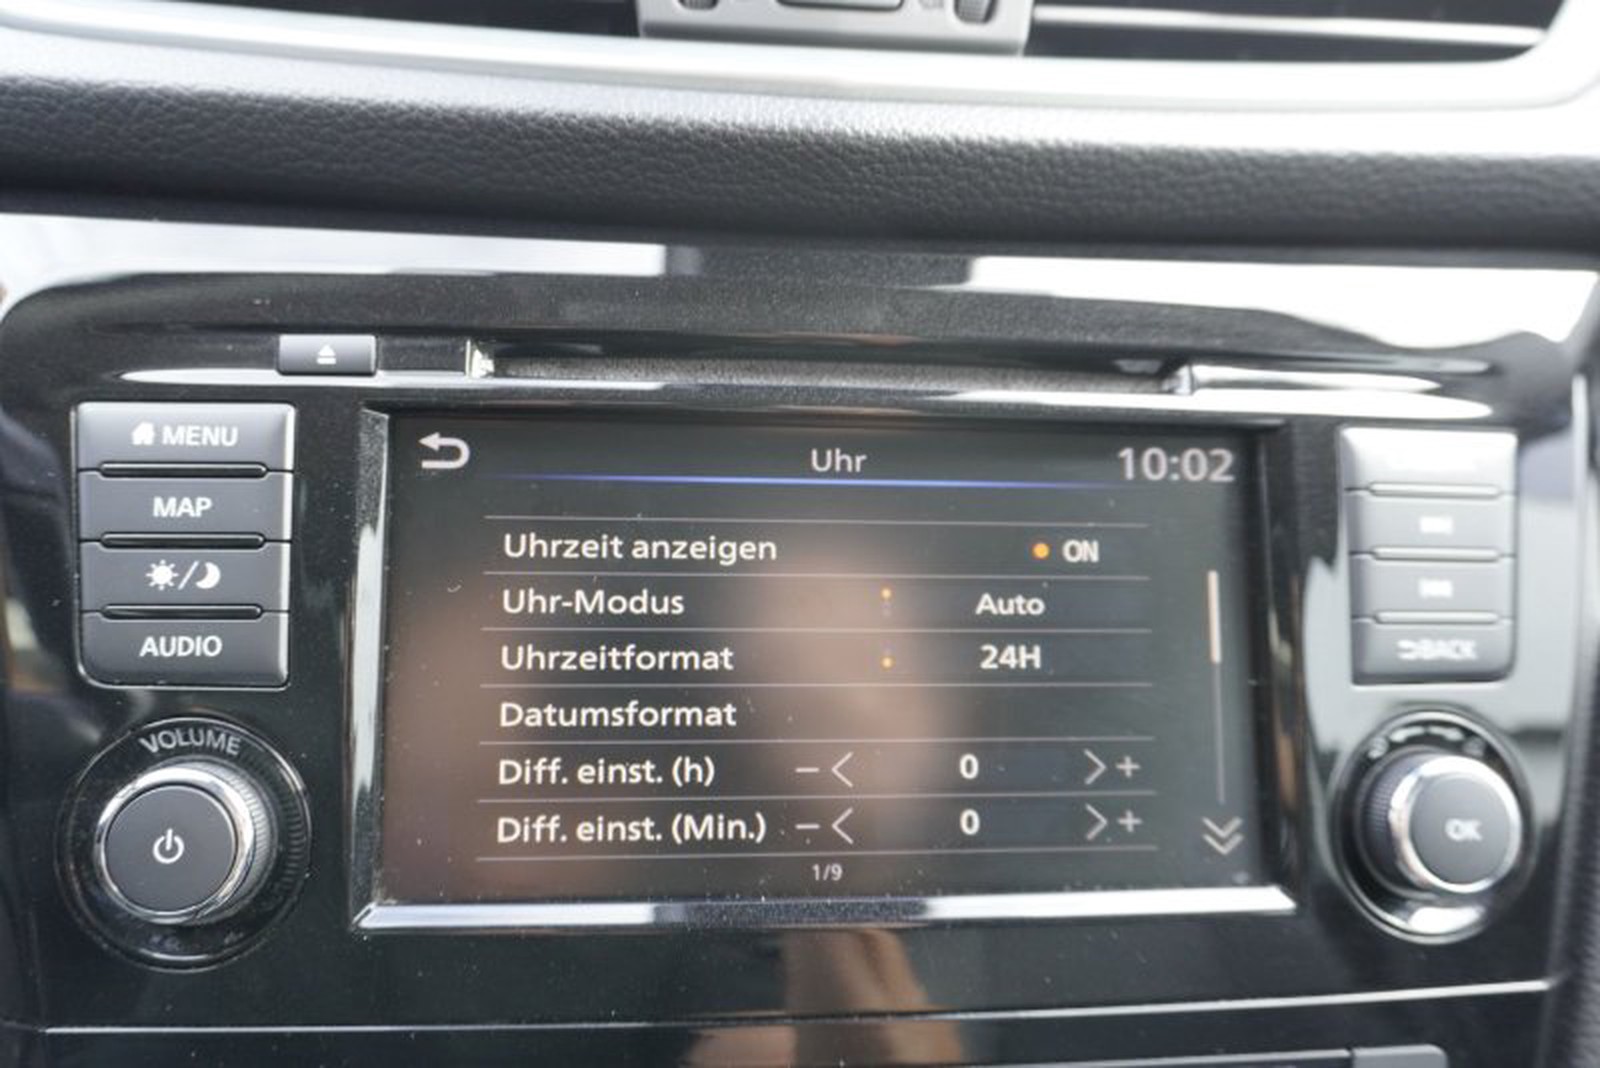 MENU
MAP
AUDIO
VOLUME
Uhr
10:02
Uhrzeit anzeigen ON
Uhr-Modus Auto
Uhrzeitformat 24H
Datumsformat
Diff. einst. (h) − < 0 > +
Diff. einst. (Min.) − < 0 > +
1/9
BACK
OK